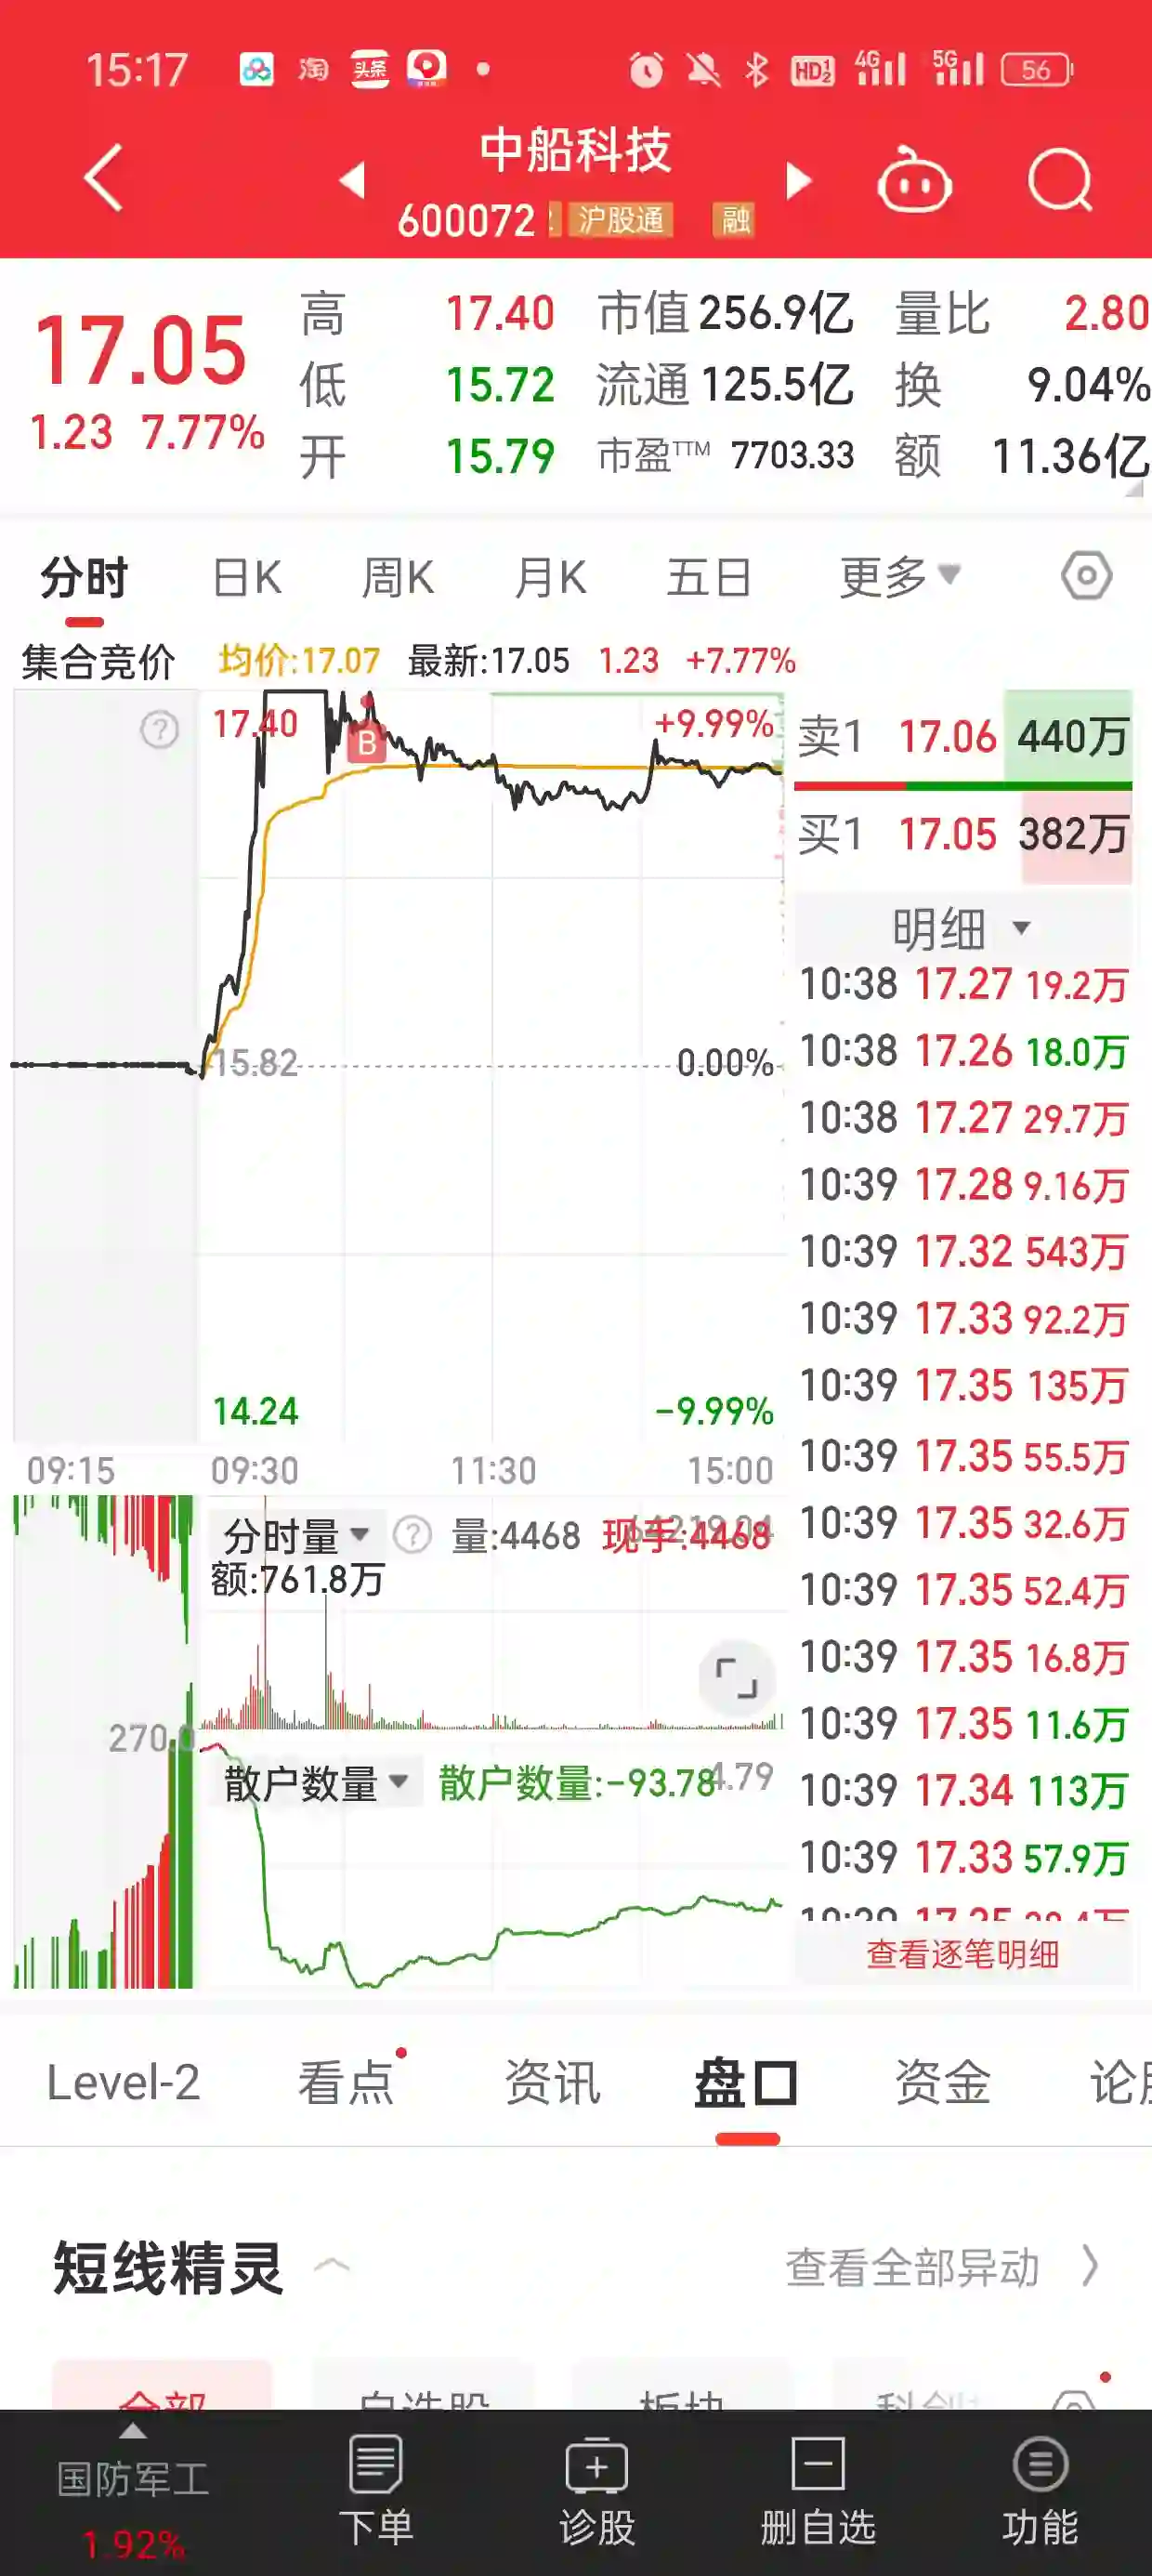 15:17 淘 头条 HD 1 2 4G 5G 56
中船科技
600072 沪股通 融
17.05
1.23 7.77%
高 17.40 市值 256.9亿 量比 2.80
低 15.72 流通 125.5亿 换 9.04%
开 15.79 市盈TTM 7703.33 额 11.36亿
分时 日K 周K 月K 五日 更多
集合竞价 均价:17.07 最新:17.05 1.23 +7.77%
17.40 +9.99%
B
15.82 0.00%
14.24 -9.99%
09:15 09:30 11:30 15:00
卖1 17.06 440万
买1 17.05 382万
明细
10:38 17.27 19.2万
10:38 17.26 18.0万
10:38 17.27 29.7万
10:39 17.28 9.16万
10:39 17.32 543万
10:39 17.33 92.2万
10:39 17.35 135万
10:39 17.35 55.5万
10:39 17.35 32.6万
10:39 17.35 52.4万
10:39 17.35 16.8万
10:39 17.35 11.6万
10:39 17.34 113万
10:39 17.33 57.9万
查看逐笔明细
分时量 ? 量:4468 现手:4468
额:761.8万
270.0
散户数量 散户数量:-93.78 4.79
Level-2 看点 资讯 盘口 资金
短线精灵 查看全部异动
全部 自选股 板块
国防军工 下单 诊股 删自选 功能
1.92%